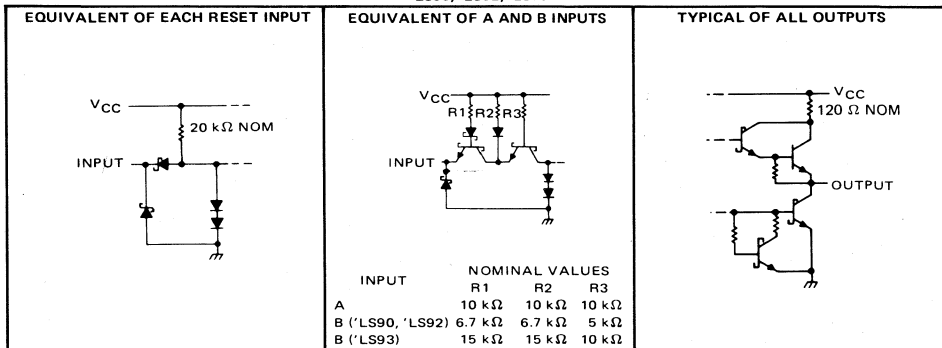 EQUIVALENT OF EACH RESET INPUT
VCC
20 kΩ NOM
INPUT
EQUIVALENT OF A AND B INPUTS
VCC
R1 R2 R3
INPUT
INPUT NOMINAL VALUES
R1 R2 R3
A 10 kΩ 10 kΩ 10 kΩ
B ('LS90, 'LS92) 6.7 kΩ 6.7 kΩ 5 kΩ
B ('LS93) 15 kΩ 15 kΩ 10 kΩ
TYPICAL OF ALL OUTPUTS
VCC
120 Ω NOM
OUTPUT